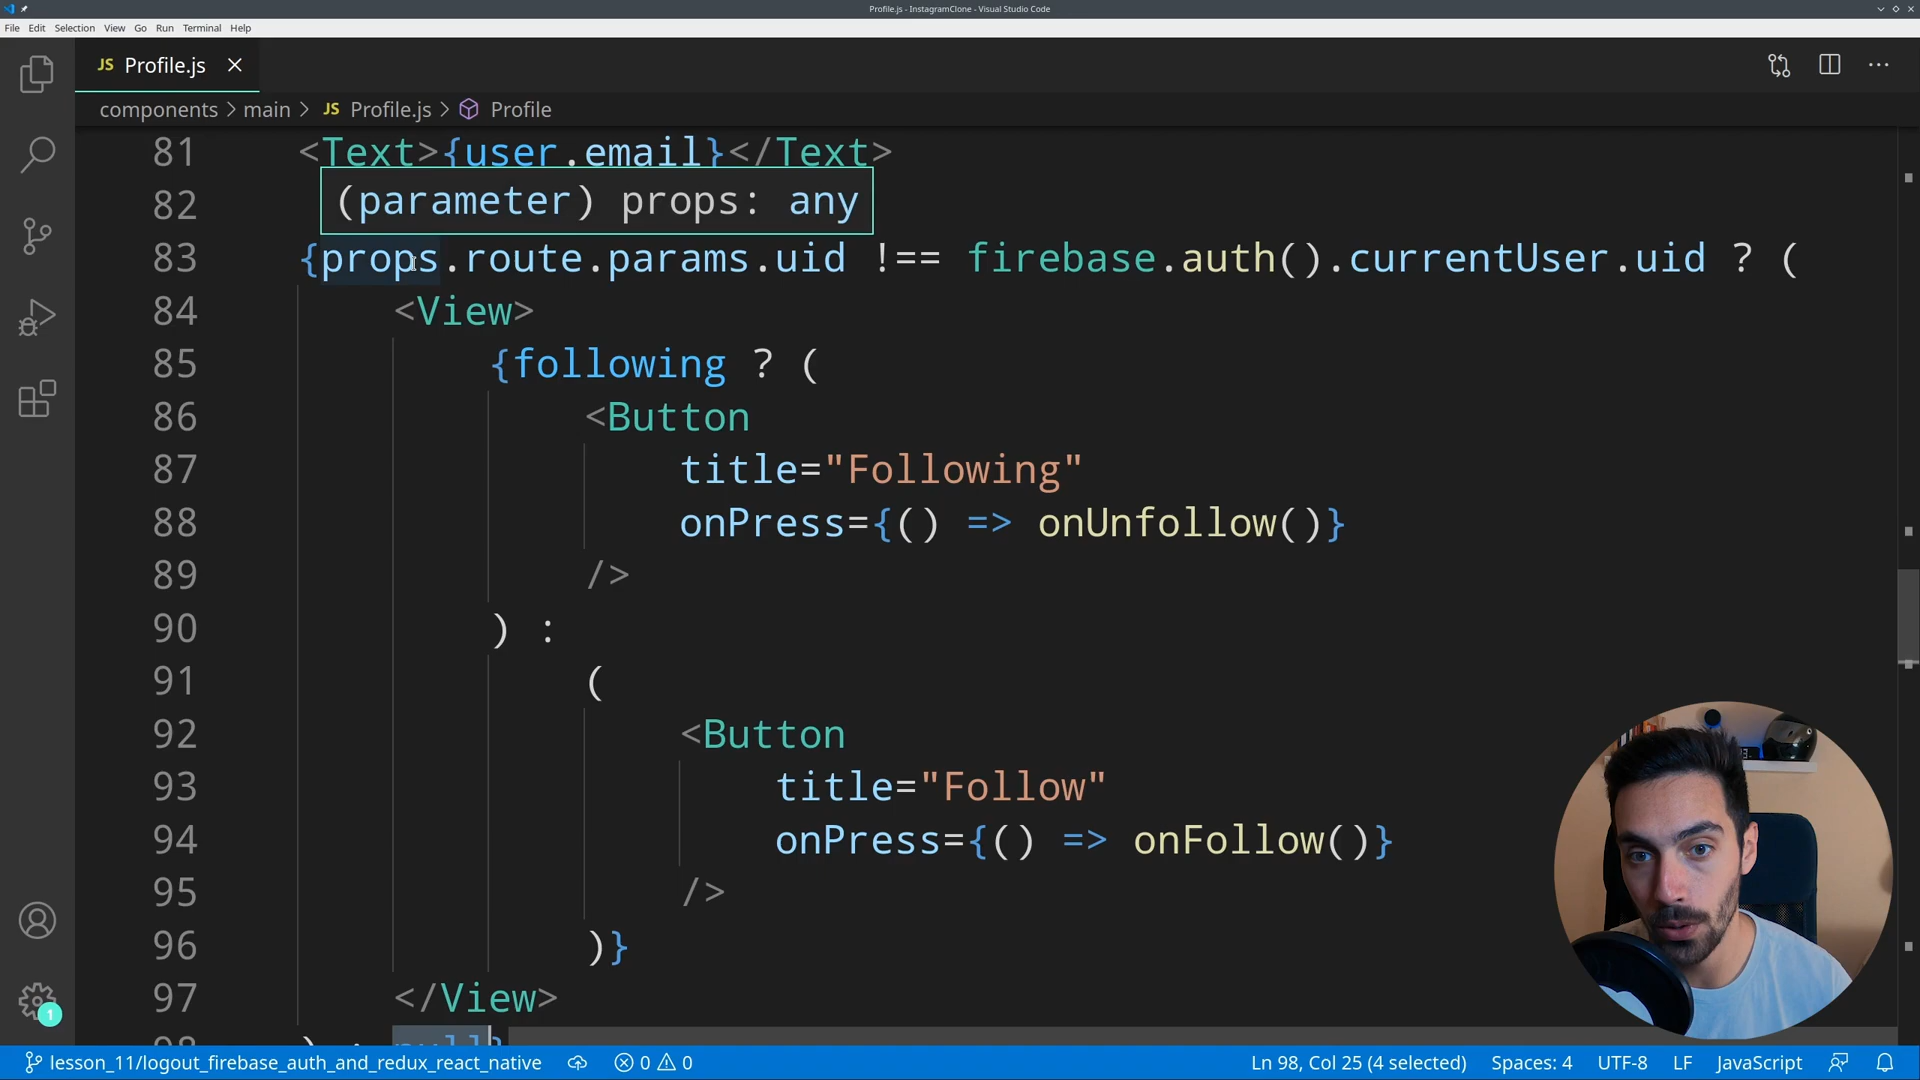 Profile.js - InstagramClone - Visual Studio Code
File Edit Selection View Go Run Terminal Help
JS Profile.js
components > main > JS Profile.js > Profile
81 <Text>{user.email}</Text>
82 (parameter) props: any
83 {props.route.params.uid !== firebase.auth().currentUser.uid ? (
84 <View>
85 {following ? (
86 <Button
87 title="Following"
88 onPress={() => onUnfollow()}
89 />
90 ) :
91 (
92 <Button
93 title="Follow"
94 onPress={() => onFollow()}
95 />
96 )}
97 </View>
98 ) : null}
1
lesson_11/logout_firebase_auth_and_redux_react_native 0 0 Ln 98, Col 25 (4 selected) Spaces: 4 UTF-8 LF JavaScript